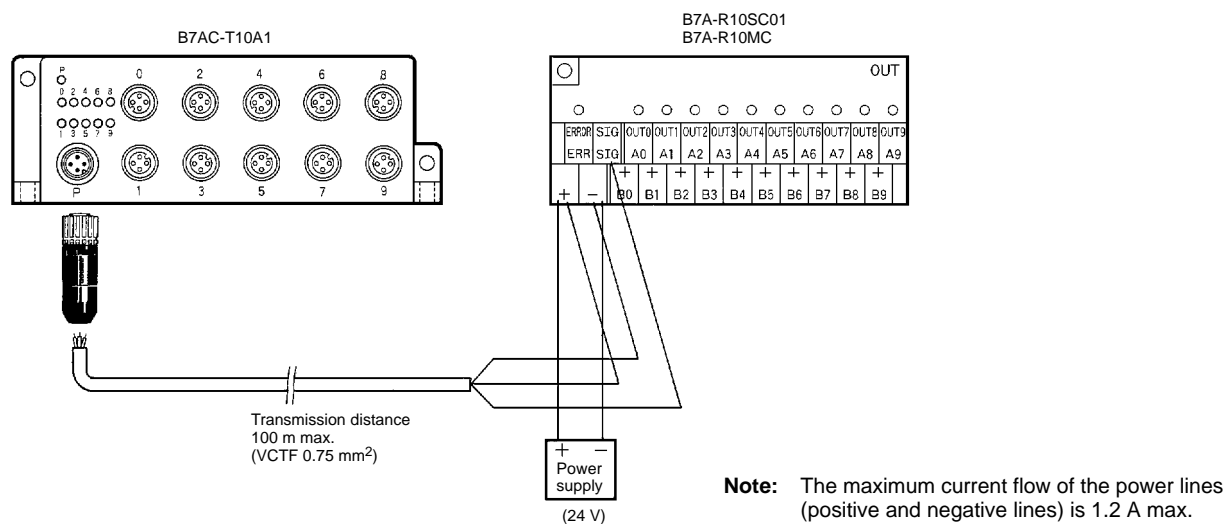 B7AC-T10A1
B7A-R10SC01
B7A-R10MC
P
0 2 4 6 8
1 3 5 7 9
0 2 4 6 8
P 1 3 5 7 9
OUT
ERROR SIG OUT0 OUT1 OUT2 OUT3 OUT4 OUT5 OUT6 OUT7 OUT8 OUT9
ERR SIG A0 A1 A2 A3 A4 A5 A6 A7 A8 A9
+ + + + + + + + + +
+ − B0 B1 B2 B3 B4 B5 B6 B7 B8 B9
Transmission distance
100 m max.
(VCTF 0.75 mm²)
+ −
Power
supply
(24 V)
Note: The maximum current flow of the power lines
(positive and negative lines) is 1.2 A max.